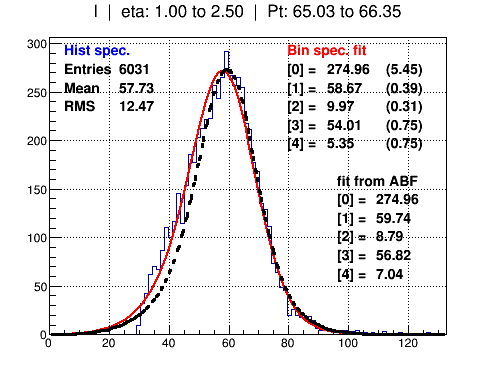 I | eta: 1.00 to 2.50 | Pt: 65.03 to 66.35
Hist spec.
Entries 6031
Mean 57.73
RMS 12.47
Bin spec. fit
[0] = 274.96 (5.45)
[1] = 58.67 (0.39)
[2] = 9.97 (0.31)
[3] = 54.01 (0.75)
[4] = 5.35 (0.75)
fit from ABF
[0] = 274.96
[1] = 59.74
[2] = 8.79
[3] = 56.82
[4] = 7.04
300
250
200
150
100
50
0
0 20 40 60 80 100 120